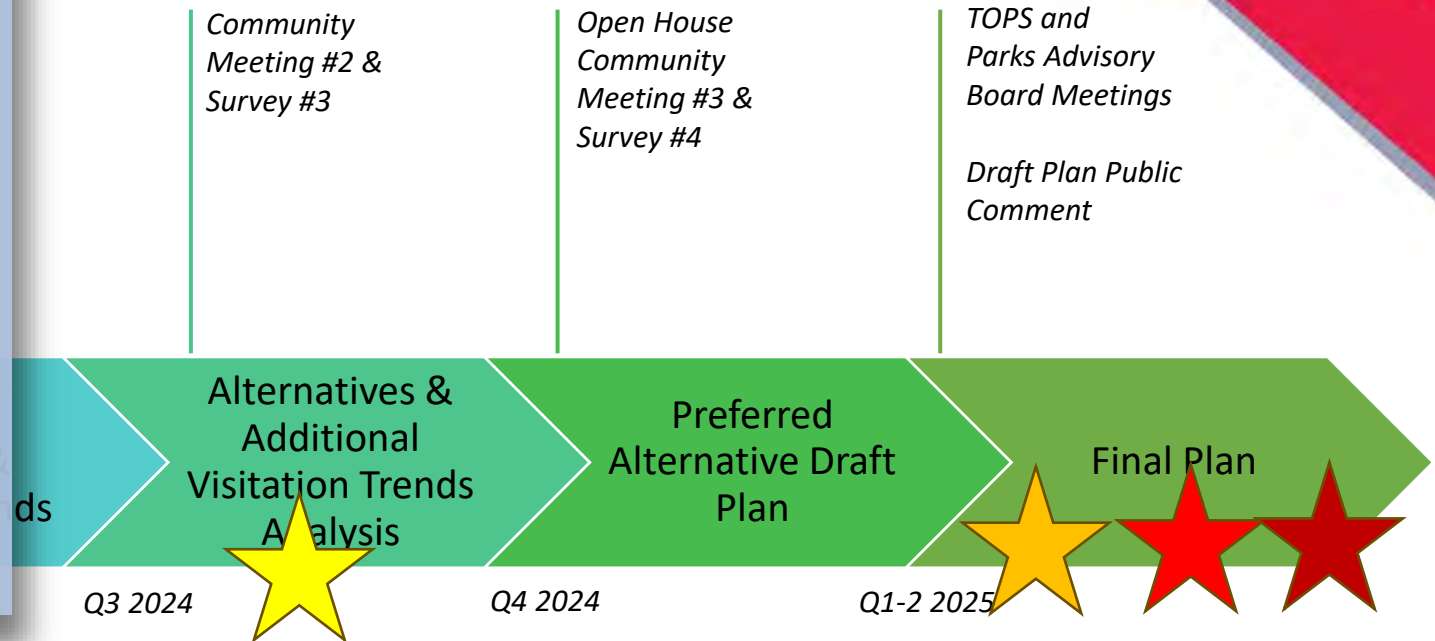 Community
Meeting #2 &
Survey #3
Open House
Community
Meeting #3 &
Survey #4
TOPS and
Parks Advisory
Board Meetings
Draft Plan Public
Comment
ds
Alternatives &
Additional
Visitation Trends
Analysis
Preferred
Alternative Draft
Plan
Final Plan
Q3 2024
Q4 2024
Q1-2 2025